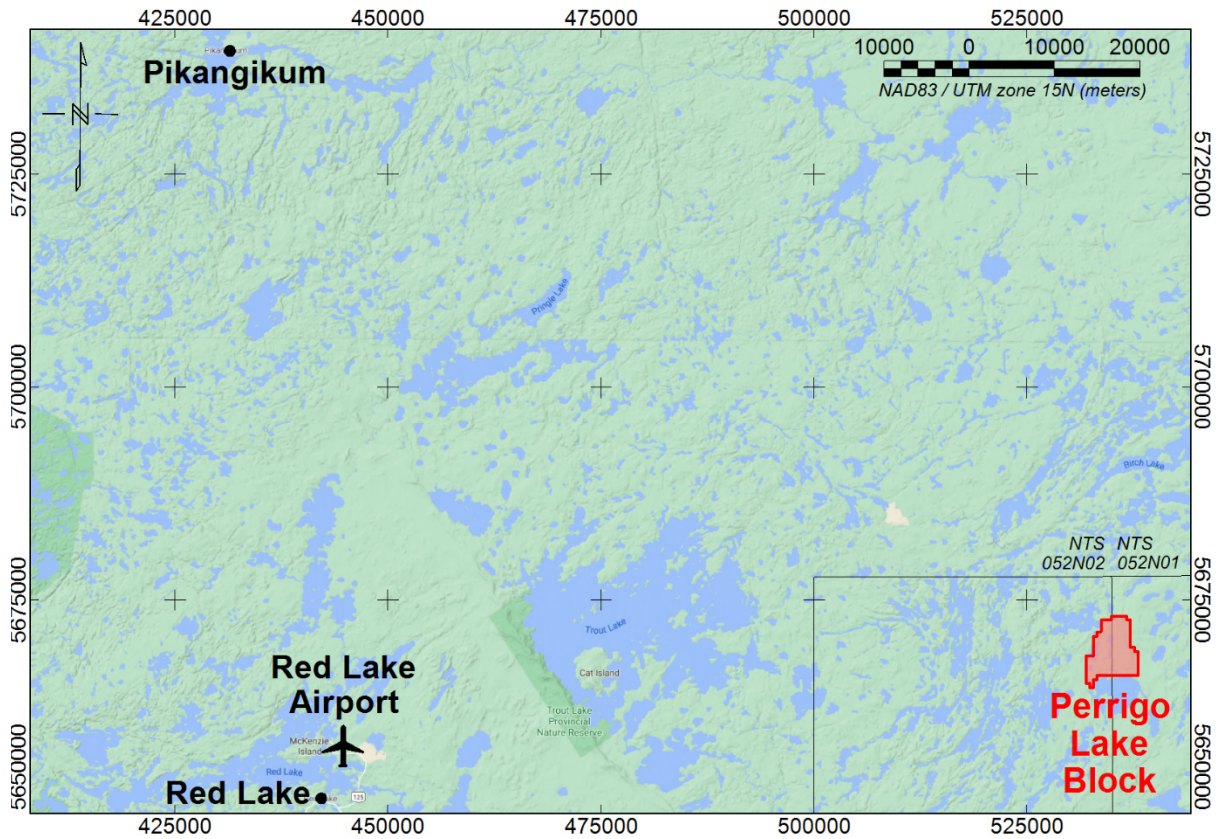 425000 450000 475000 500000 525000
10000 0 10000 20000
NAD83 / UTM zone 15N (meters)
Pikangikum
N
5725000 5725000
Pringle Lake
5700000 5700000
Birch Lake
NTS NTS
052N02 052N01
5675000 5675000
Trout Lake
Cat Island
Red Lake
Airport
Trout Lake
Provincial
Nature Reserve
Perrigo
Lake
Block
McKenzie
Island
Red Lake
125
Red Lake
5650000 5650000
425000 450000 475000 500000 525000